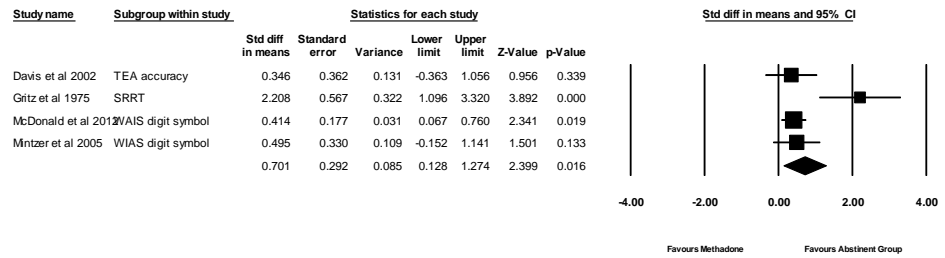 Study name Subgroup within study Statistics for each study Std diff in means and 95% CI
Std diff Standard Lower Upper
in means error Variance limit limit Z-Value p-Value
Davis et al 2002 TEA accuracy 0.346 0.362 0.131 -0.363 1.056 0.956 0.339
Gritz et al 1975 SRRT 2.208 0.567 0.322 1.096 3.320 3.892 0.000
McDonald et al 2012 WAIS digit symbol 0.414 0.177 0.031 0.067 0.760 2.341 0.019
Mintzer et al 2005 WIAS digit symbol 0.495 0.330 0.109 -0.152 1.141 1.501 0.133
0.701 0.292 0.085 0.128 1.274 2.399 0.016
-4.00 -2.00 0.00 2.00 4.00
Favours Methadone Favours Abstinent Group